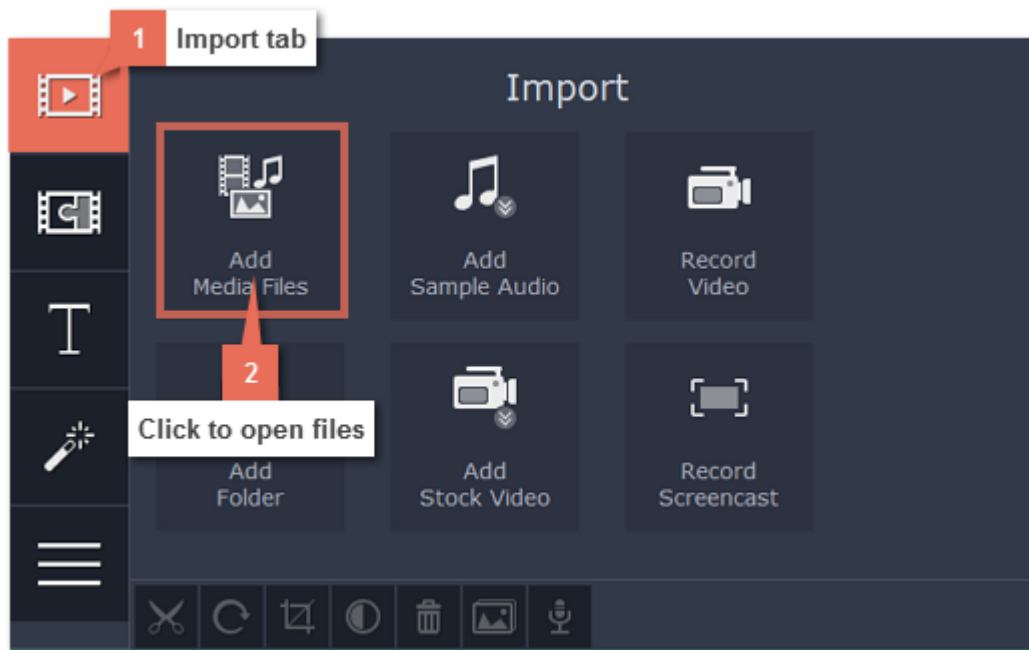 1 Import tab
Import
Add
Media Files
Add
Sample Audio
Record
Video
2
Click to open files
Add
Folder
Add
Stock Video
Record
Screencast